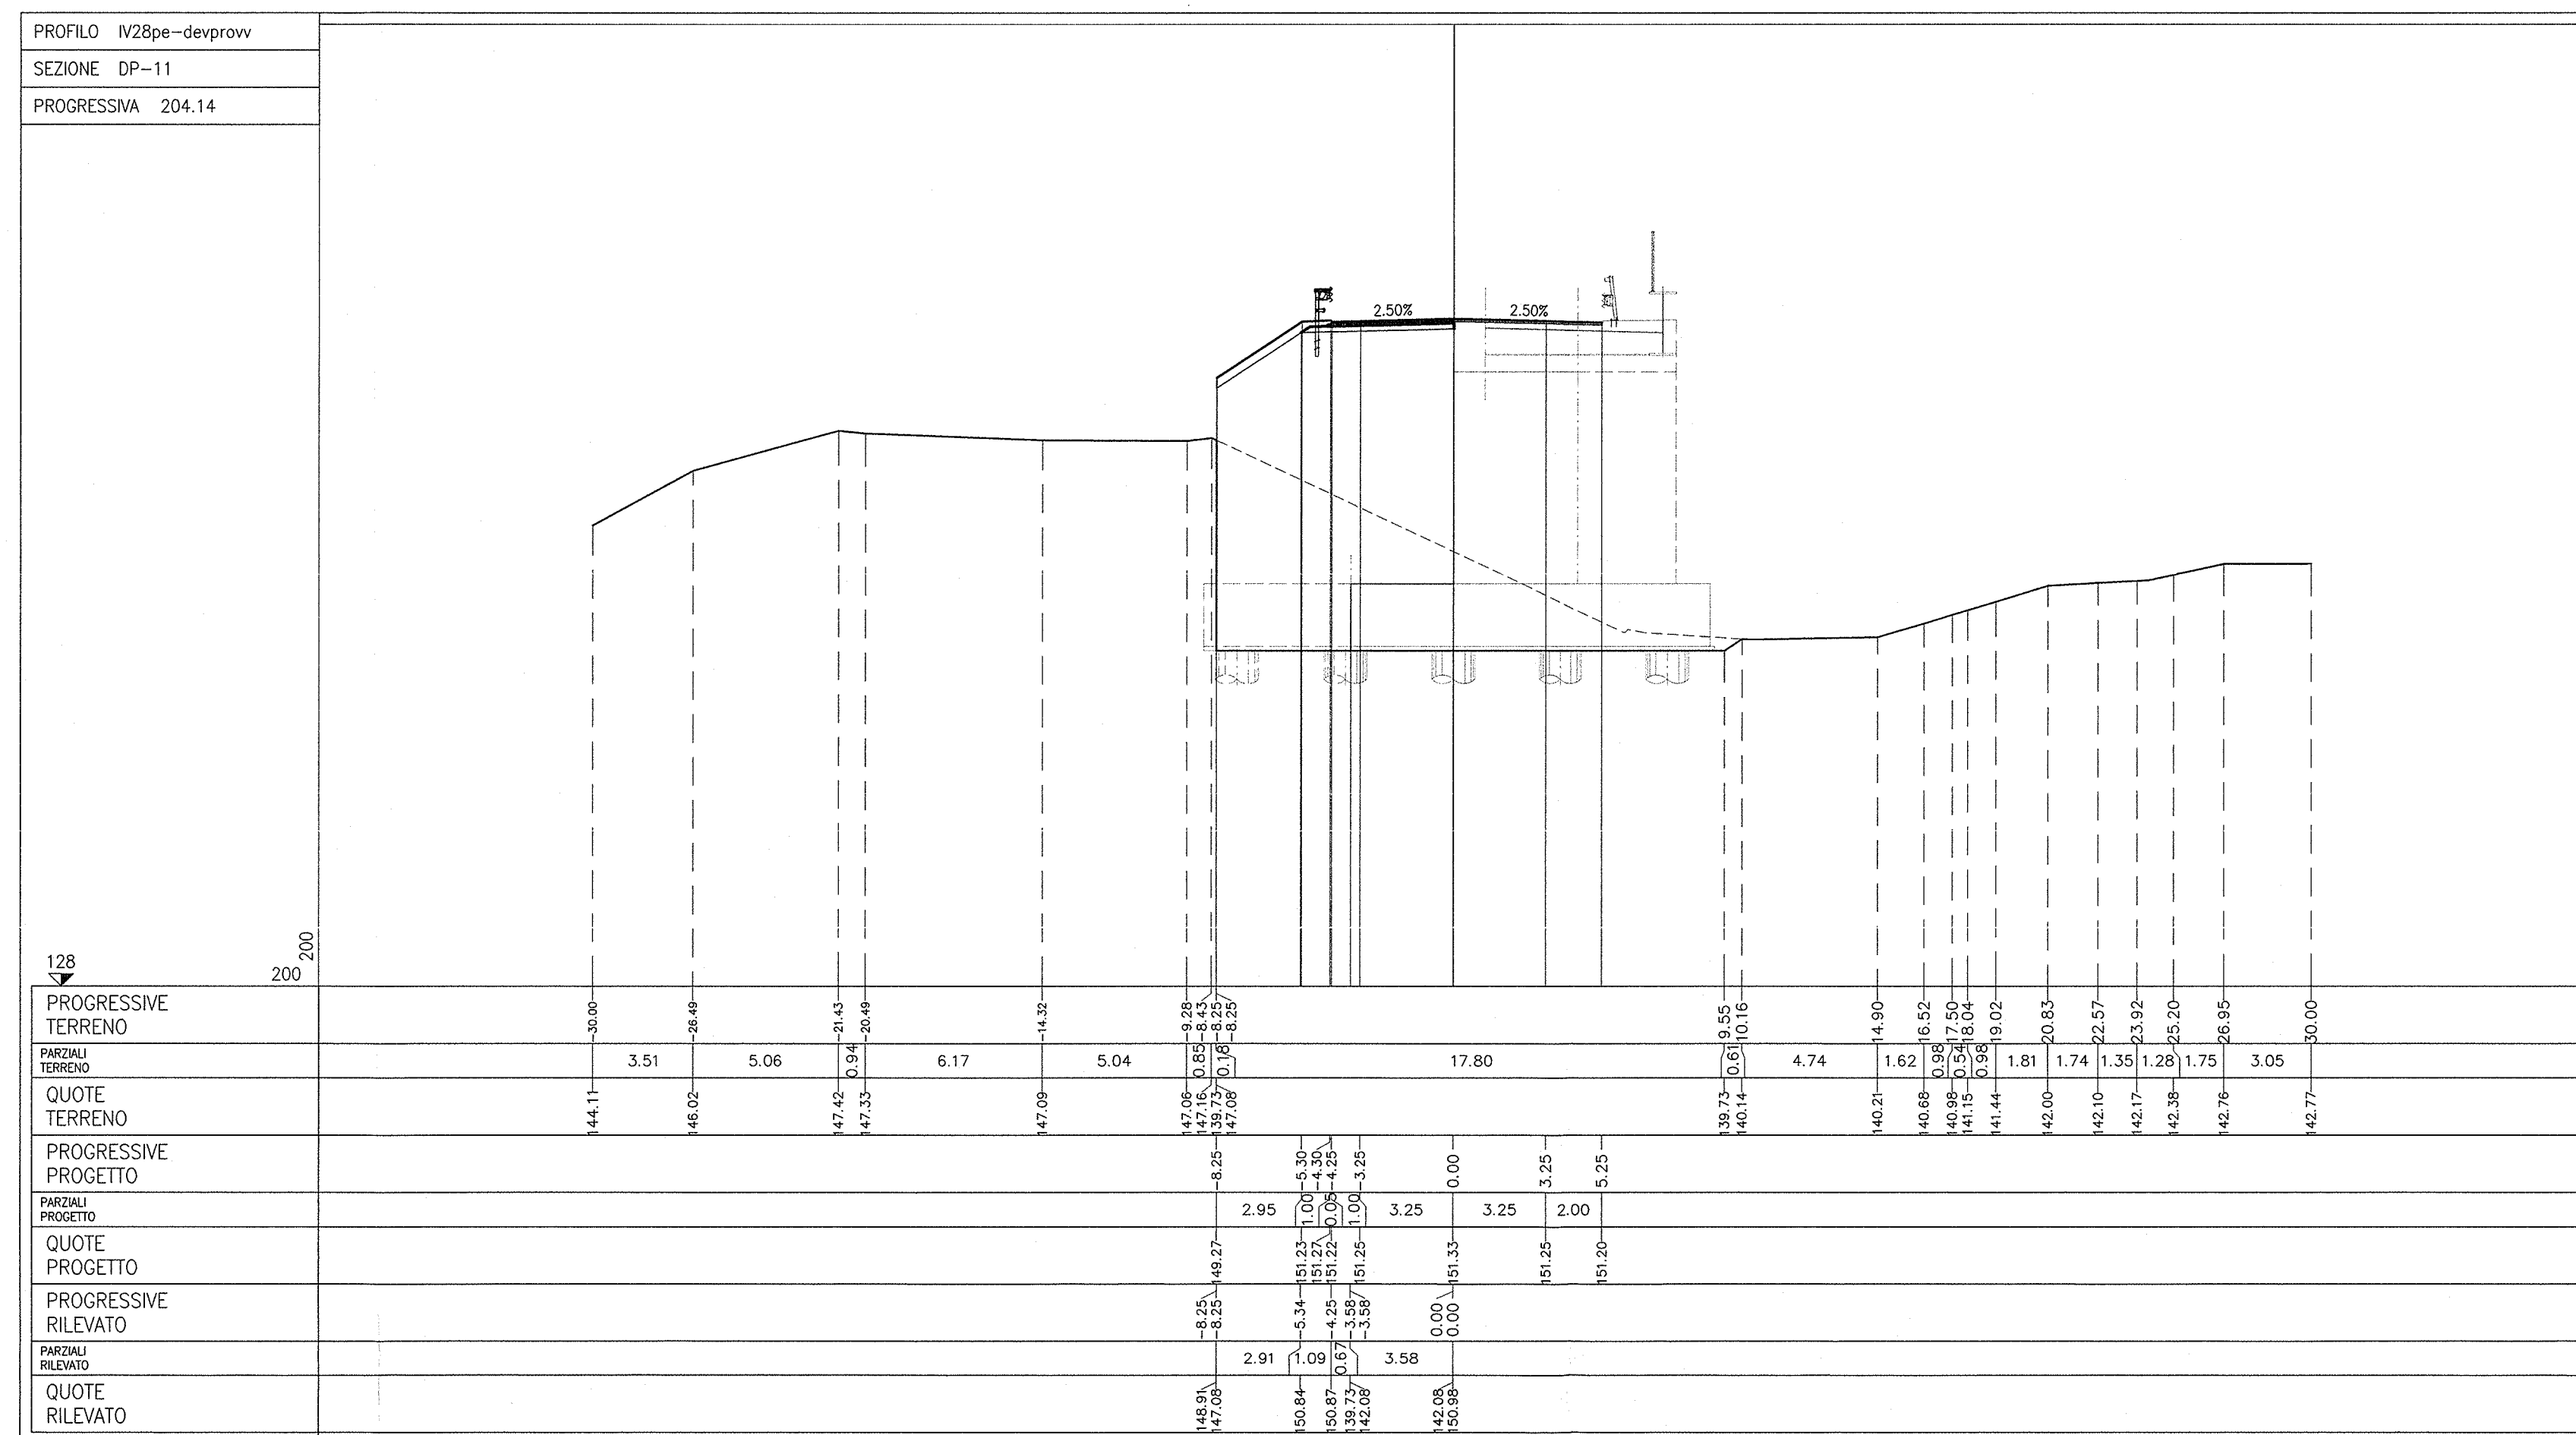 PROFILO IV28pe-devprovv
SEZIONE DP-11
PROGRESSIVA 204.14
2.50% 2.50%
128
200
200
PROGRESSIVE
TERRENO
-30.00 -26.49 -21.43 -20.49 -14.32 -9.28 -8.43 -8.25 -8.25 9.55 10.16 14.90 16.52 17.50 18.04 19.02 20.83 22.57 23.92 25.20 26.95 30.00
PARZIALI
TERRENO
3.51 5.06 0.94 6.17 5.04 0.85 0.18 17.80 0.61 4.74 1.62 0.98 0.54 0.98 1.81 1.74 1.35 1.28 1.75 3.05
QUOTE
TERRENO
144.11 146.02 147.42 147.33 147.09 147.06 147.16 139.73 147.08 139.73 140.14 140.21 140.68 140.98 141.15 141.44 142.00 142.10 142.17 142.38 142.76 142.77
PROGRESSIVE
PROGETTO
-8.25 -5.30 -4.30 -4.25 -3.25 0.00 3.25 5.25
PARZIALI
PROGETTO
2.95 1.00 0.05 1.00 3.25 3.25 2.00
QUOTE
PROGETTO
149.27 151.23 151.27 151.22 151.25 151.33 151.25 151.20
PROGRESSIVE
RILEVATO
-8.25 -8.25 -5.34 -4.25 -3.58 -3.58 0.00 0.00
PARZIALI
RILEVATO
2.91 1.09 0.67 3.58
QUOTE
RILEVATO
148.91 147.08 150.84 150.87 139.73 142.08 142.08 150.98